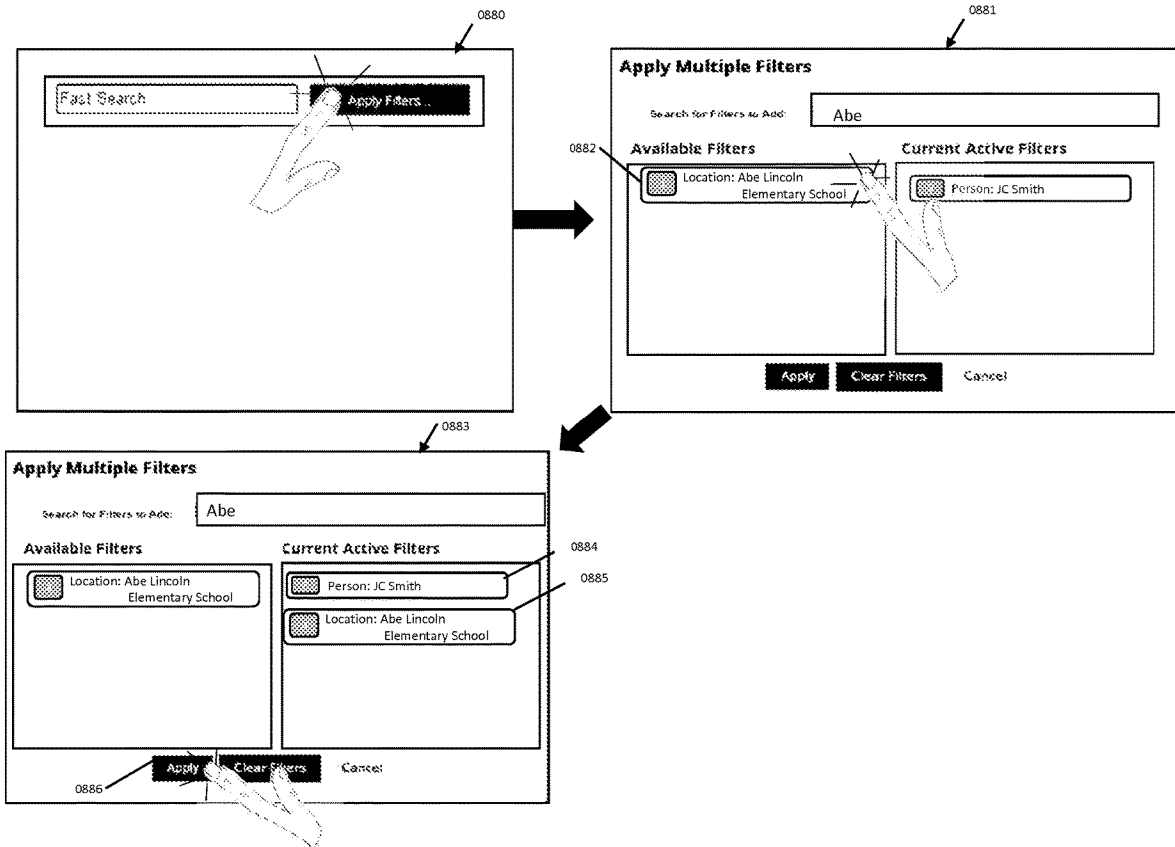 0880
Fast Search
Apply Filters...
0881
Apply Multiple Filters
Search for Filters to Add:
Abe
0882
Available Filters
Current Active Filters
Location: Abe Lincoln
Elementary School
Person: JC Smith
Apply
Clear Filters
Cancel
0883
Apply Multiple Filters
Search for Filters to Add:
Abe
Available Filters
Current Active Filters
0884
0885
Location: Abe Lincoln
Elementary School
Person: JC Smith
Location: Abe Lincoln
Elementary School
Apply
Clear Filters
Cancel
0886